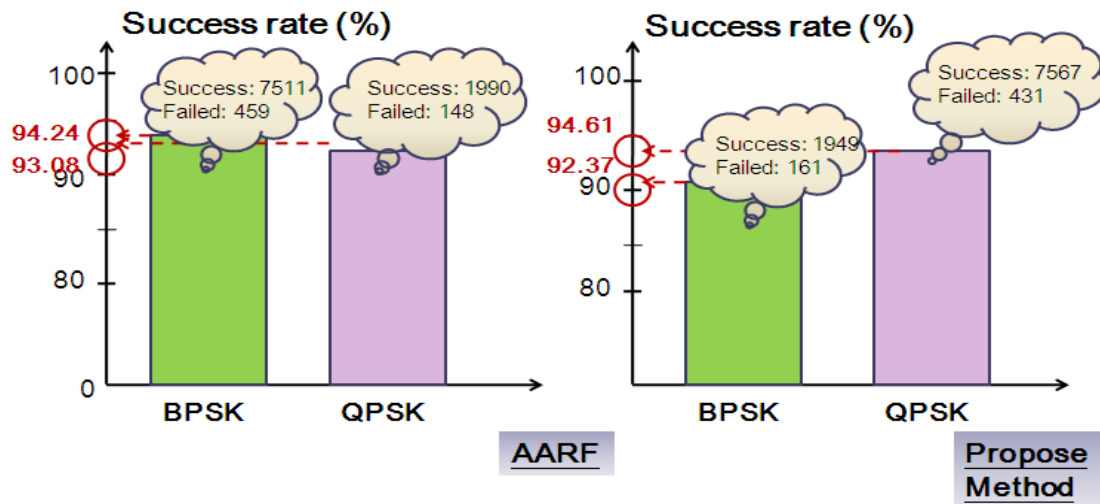 Success rate (%)
100
94.24
93.08
90
80
0
Success: 7511
Failed: 459
Success: 1990
Failed: 148
BPSK
QPSK
AARF
Success rate (%)
100
94.61
92.37
90
80
Success: 1949
Failed: 161
Success: 7567
Failed: 431
BPSK
QPSK
Propose
Method